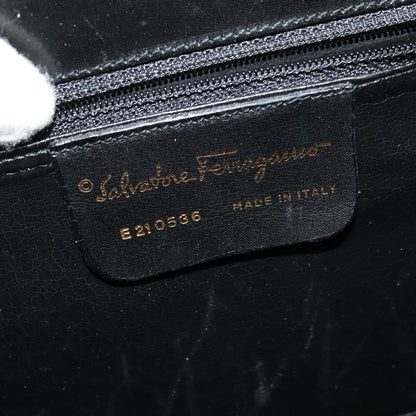 © Salvatore Ferragamo
E 21 0536 MADE IN ITALY